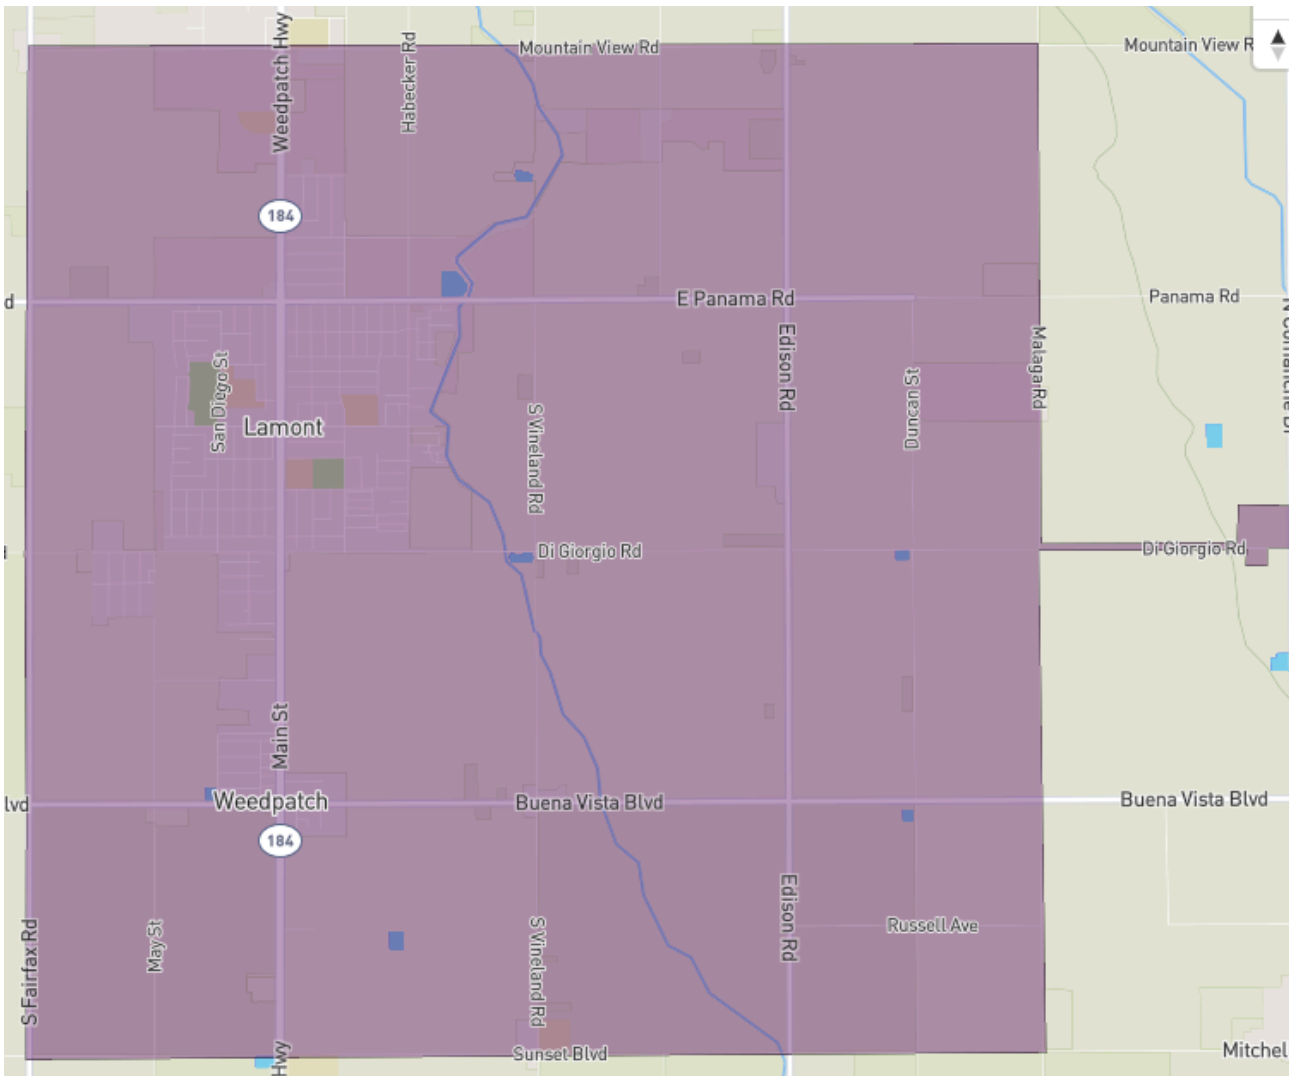 Mountain View Rd
Mountain View R
Weedpatch Hwy
Habecker Rd
184
d
E Panama Rd
Panama Rd
San Diego St
Edison Rd
Malaga Rd
Duncan St
Lamont
S Vineland Rd
Di Giorgio Rd
Di Giorgio Rd
Main St
lvd
Weedpatch
Buena Vista Blvd
Buena Vista Blvd
184
S Fairfax Rd
May St
S Vineland Rd
Edison Rd
Russell Ave
Hwy
Sunset Blvd
Mitchel